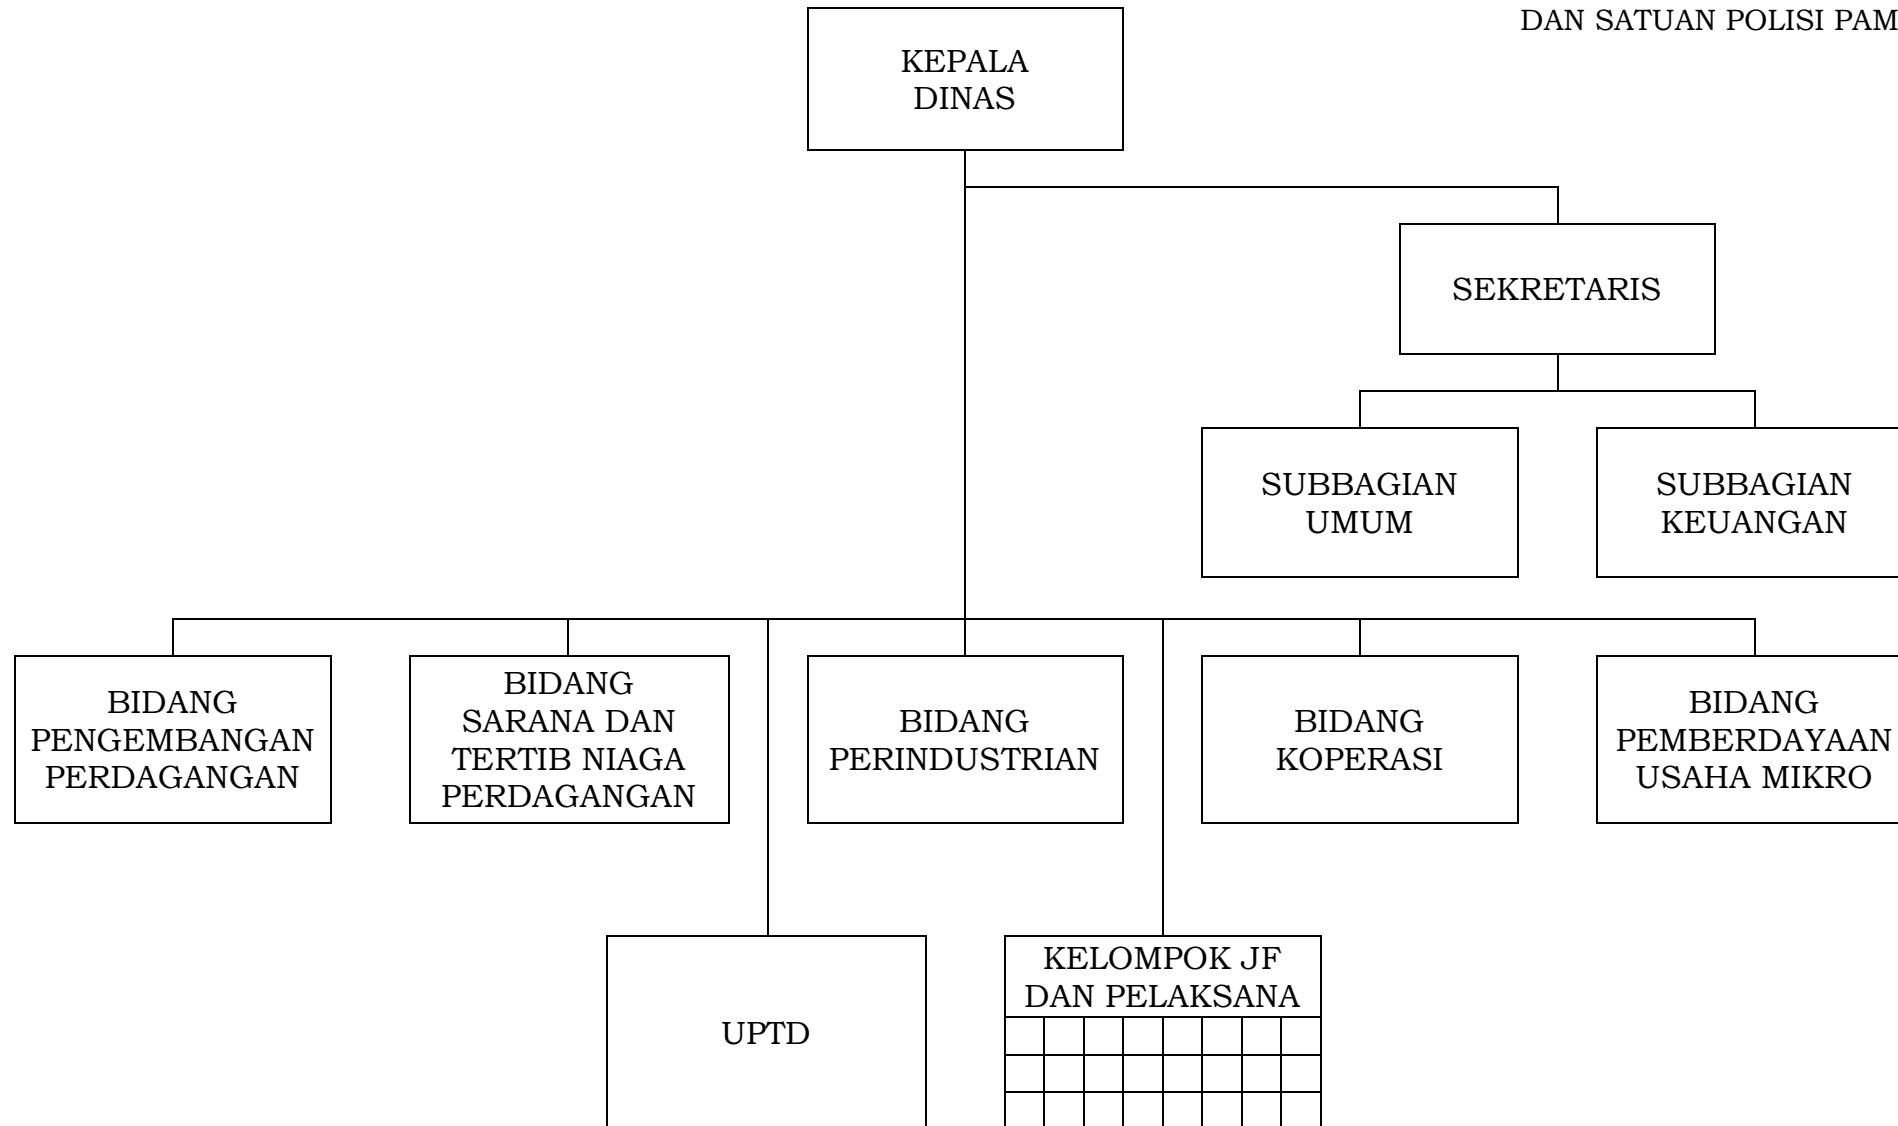 DAN SATUAN POLISI PAM
KEPALA
DINAS
SEKRETARIS
SUBBAGIAN
UMUM
SUBBAGIAN
KEUANGAN
BIDANG
PENGEMBANGAN
PERDAGANGAN
BIDANG
SARANA DAN
TERTIB NIAGA
PERDAGANGAN
BIDANG
PERINDUSTRIAN
BIDANG
KOPERASI
BIDANG
PEMBERDAYAAN
USAHA MIKRO
UPTD
KELOMPOK JF
DAN PELAKSANA